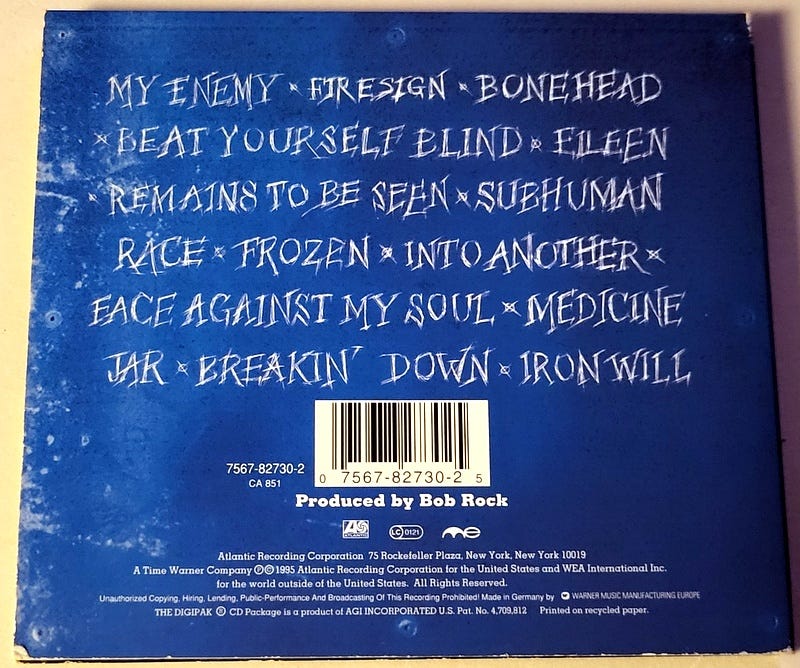 MY ENEMY × FIRESIGN × BONEHEAD
× BEAT YOURSELF BLIND × EILEEN
× REMAINS TO BE SEEN × SUBHUMAN
RACE × FROZEN × INTO ANOTHER ×
FACE AGAINST MY SOUL × MEDICINE
JAR × BREAKIN' DOWN × IRON WILL
7567-82730-2
CA 851
0 7567-82730-2 5
Produced by Bob Rock
ATLANTIC
LC 0121
Atlantic Recording Corporation 75 Rockefeller Plaza, New York, New York 10019
A Time Warner Company ℗©1995 Atlantic Recording Corporation for the United States and WEA International Inc.
for the world outside of the United States. All Rights Reserved.
Unauthorized Copying, Hiring, Lending, Public-Performance And Broadcasting Of This Recording Prohibited! Made in Germany by WARNER MUSIC MANUFACTURING EUROPE
THE DIGIPAK ® CD Package is a product of AGI INCORPORATED U.S. Pat. No. 4,709,812 Printed on recycled paper.